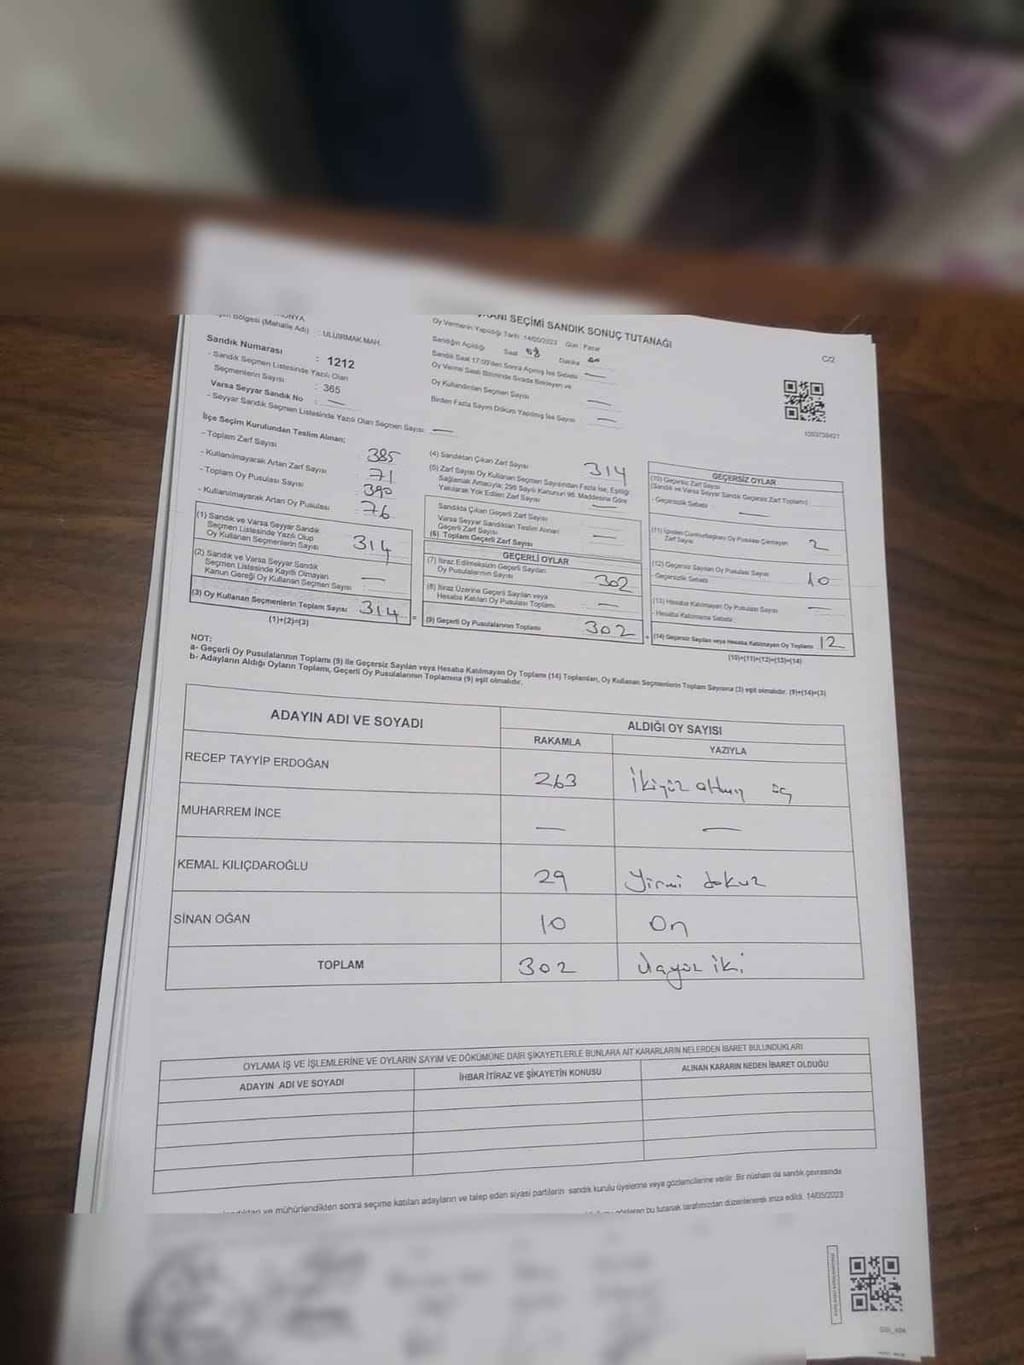 SEÇİMİ SANDIK SONUÇ TUTANAĞI
Bölgesi (Mahalle Adı) : ULUIRMAK MAH.
Oy Vermenin Yapıldığı Tarih: 14/05/2023 Gün : Pazar
C/2
Sandık Numarası : 1212
Sandığın Açıldığı Saat Dakika
- Sandık Seçmen Listesinde Yazılı Olan
Seçmenlerin Sayısı : 365
Sandık Saat 17:00'den Sonra Açılmış İse Sebebi —
Oy Verme Saati Bitiminde Sırada Bekleyen ve
Oy Kullandırılan Seçmen Sayısı —
Varsa Seyyar Sandık No : —
- Seyyar Sandık Seçmen Listesinde Yazılı Olan Seçmen Sayısı —
Birden Fazla Sayım Döküm Yapılmış İse Sayısı —
1053758421
İlçe Seçim Kurulundan Teslim Alınan;
- Toplam Zarf Sayısı 385
- Kullanılmayarak Artan Zarf Sayısı 71
- Toplam Oy Pusulası Sayısı 390
- Kullanılmayarak Artan Oy Pusulası 76
(1) Sandık ve Varsa Seyyar Sandık
Seçmen Listesinde Yazılı Olup
Oy Kullanan Seçmenlerin Sayısı 314
(2) Sandık ve Varsa Seyyar Sandık
Seçmen Listesinde Kayıtlı Olmayan
Kanun Gereği Oy Kullanan Seçmen Sayısı —
(3) Oy Kullanan Seçmenlerin Toplam Sayısı 314 =
(1)+(2)=(3)
(4) Sandıktan Çıkan Zarf Sayısı 314
(5) Zarf Sayısı Oy Kullanan Seçmen Sayısından Fazla İse, Eşitliği
Sağlamak Amacıyla; 298 Sayılı Kanunun 98. Maddesine Göre
Yakılarak Yok Edilen Zarf Sayısı —
Sandıkta Çıkan Geçerli Zarf Sayısı
Varsa Seyyar Sandıktan Teslim Alınan
Geçerli Zarf Sayısı —
(6) Toplam Geçerli Zarf Sayısı
GEÇERLİ OYLAR
(7) İtiraz Edilmeksizin Geçerli Sayılan
Oy Pusulalarının Sayısı 302
(8) İtiraz Üzerine Geçerli Sayılan veya
Hesaba Katılan Oy Pusulası Toplamı —
(9) Geçerli Oy Pusulalarının Toplamı 302 +
GEÇERSİZ OYLAR
(10) Geçersiz Zarf Sayısı
(Sandık ve Varsa Seyyar Sandık Geçersiz Zarf Toplamı)
- Geçersizlik Sebebi —
(11) İçinden Cumhurbaşkanı Oy Pusulası Çıkmayan
Zarf Sayısı 2
(12) Geçersiz Sayılan Oy Pusulası Sayısı
- Geçersizlik Sebebi 10
(13) Hesaba Katılmayan Oy Pusulası Sayısı —
- Hesaba Katılmama Sebebi
(14) Geçersiz Sayılan veya Hesaba Katılmayan Oy Toplamı 12
(10)+(11)+(12)+(13)=(14)
NOT:
a- Geçerli Oy Pusulalarının Toplamı (9) ile Geçersiz Sayılan veya Hesaba Katılmayan Oy Toplamı (14) Toplamları, Oy Kullanan Seçmenlerin Toplam Sayısına (3) eşit olmalıdır. (9)+(14)=(3)
b- Adayların Aldığı Oyların Toplamı, Geçerli Oy Pusulalarının Toplamına (9) eşit olmalıdır.
ADAYIN ADI VE SOYADI
ALDIĞI OY SAYISI
RAKAMLA YAZIYLA
RECEP TAYYİP ERDOĞAN 263 İkiyüz altmış üç
MUHARREM İNCE — —
KEMAL KILIÇDAROĞLU 29 Yirmi dokuz
SİNAN OĞAN 10 On
TOPLAM 302 Üçyüz iki
OYLAMA İŞ VE İŞLEMLERİNE VE OYLARIN SAYIM VE DÖKÜMÜNE DAİR ŞİKAYETLERLE BUNLARA AİT KARARLARIN NELERDEN İBARET BULUNDUKLARI
ADAYIN ADI VE SOYADI İHBAR İTİRAZ VE ŞİKAYETİN KONUSU ALINAN KARARIN NEDEN İBARET OLDUĞU
ve mühürlendikten sonra seçime katılan adayların ve talep eden siyasi partilerin sandık kurulu üyelerine veya gözlemcilerine verilir. Bir nüshası da sandık çevresinde
bu tutanak tarafımızdan düzenlenerek imza edildi. 14/05/2023